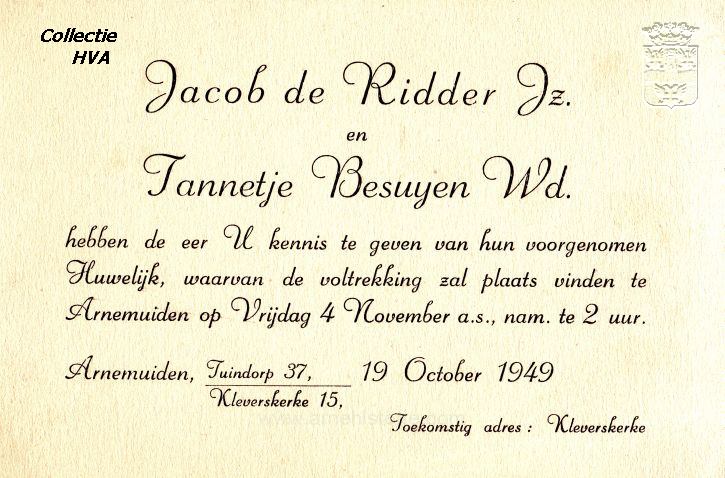 Collectie
HVA
Jacob de Ridder Jz.
en
Tannetje Besuyen Wd.
hebben de eer U kennis te geven van hun voorgenomen
Huwelijk, waarvan de voltrekking zal plaats vinden te
Arnemuiden op Vrijdag 4 November a.s., nam. te 2 uur.
Arnemuiden, Tuindorp 37, 19 October 1949
Kleverskerke 15,
Toekomstig adres : Kleverskerke